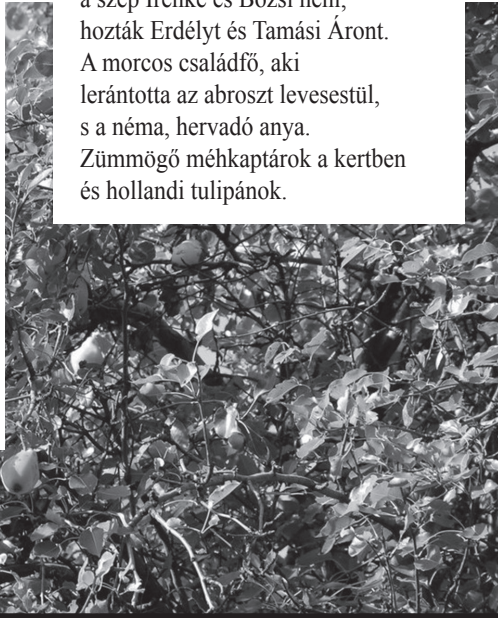 a szép Irénke és Bözsi néni,
hozták Erdélyt és Tamási Áront.
A morcos családfő, aki
lerántotta az abroszt levesestül,
s a néma, hervadó anya.
Zümmögő méhkaptárok a kertben
és hollandi tulipánok.